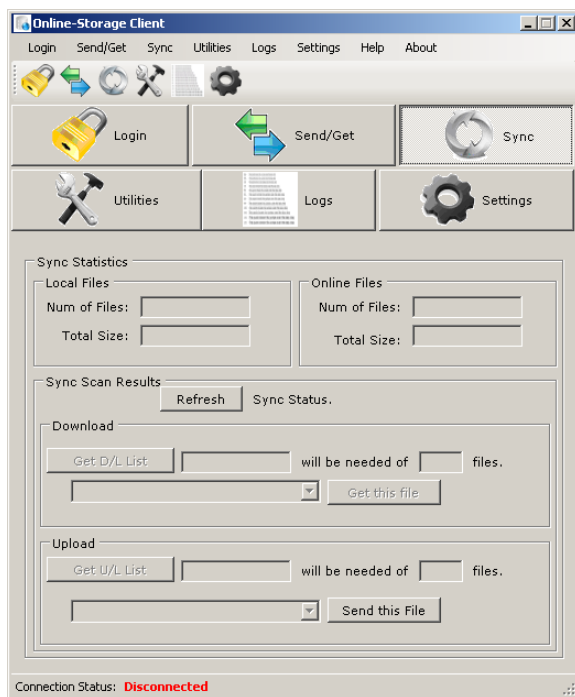 Online-Storage Client
Login Send/Get Sync Utilities Logs Settings Help About
Login Send/Get Sync
Utilities Logs Settings
Sync Statistics
Local Files
Num of Files:
Total Size:
Online Files
Num of Files:
Total Size:
Sync Scan Results
Refresh Sync Status.
Download
Get D/L List will be needed of files.
Get this file
Upload
Get U/L List will be needed of files.
Send this File
Connection Status: Disconnected